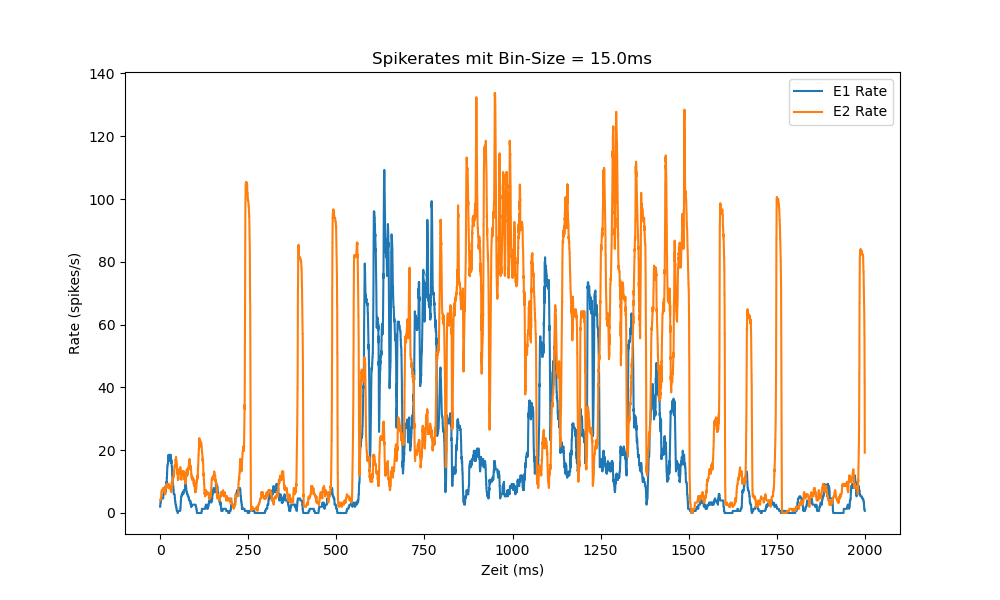 Spikerates mit Bin-Size = 15.0ms
E1 Rate
E2 Rate
140
120
100
80
60
40
20
0
Rate (spikes/s)
0 250 500 750 1000 1250 1500 1750 2000
Zeit (ms)